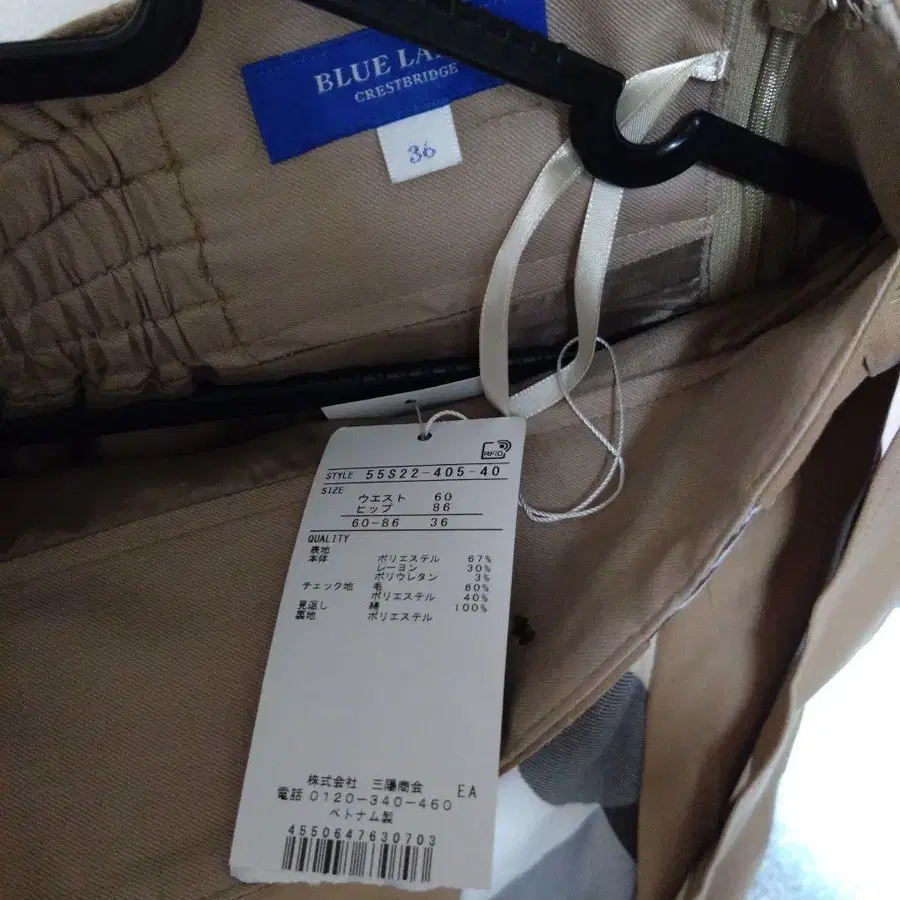 BLUE LA
CRESTBRIDGE
36
RFID
STYLE 55S22-405-40
SIZE
ウエスト 60
ヒップ 86
60-86 36
QUALITY
表地
本体 ポリエステル 67%
レーヨン 30%
ポリウレタン 3%
チェック地 毛 60%
ポリエステル 40%
見返し 綿 100%
裏地 ポリエステル
株式会社 三陽商会 EA
電話 0120-340-460
ベトナム製
4550647630703